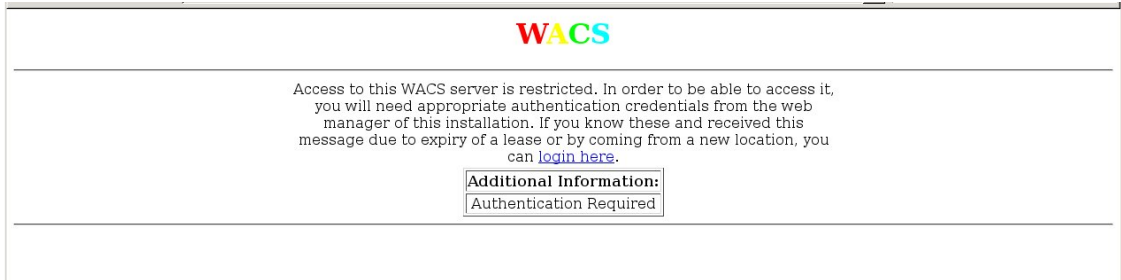 WACS
Access to this WACS server is restricted. In order to be able to access it,
you will need appropriate authentication credentials from the web
manager of this installation. If you know these and received this
message due to expiry of a lease or by coming from a new location, you
can login here.
Additional Information:
Authentication Required